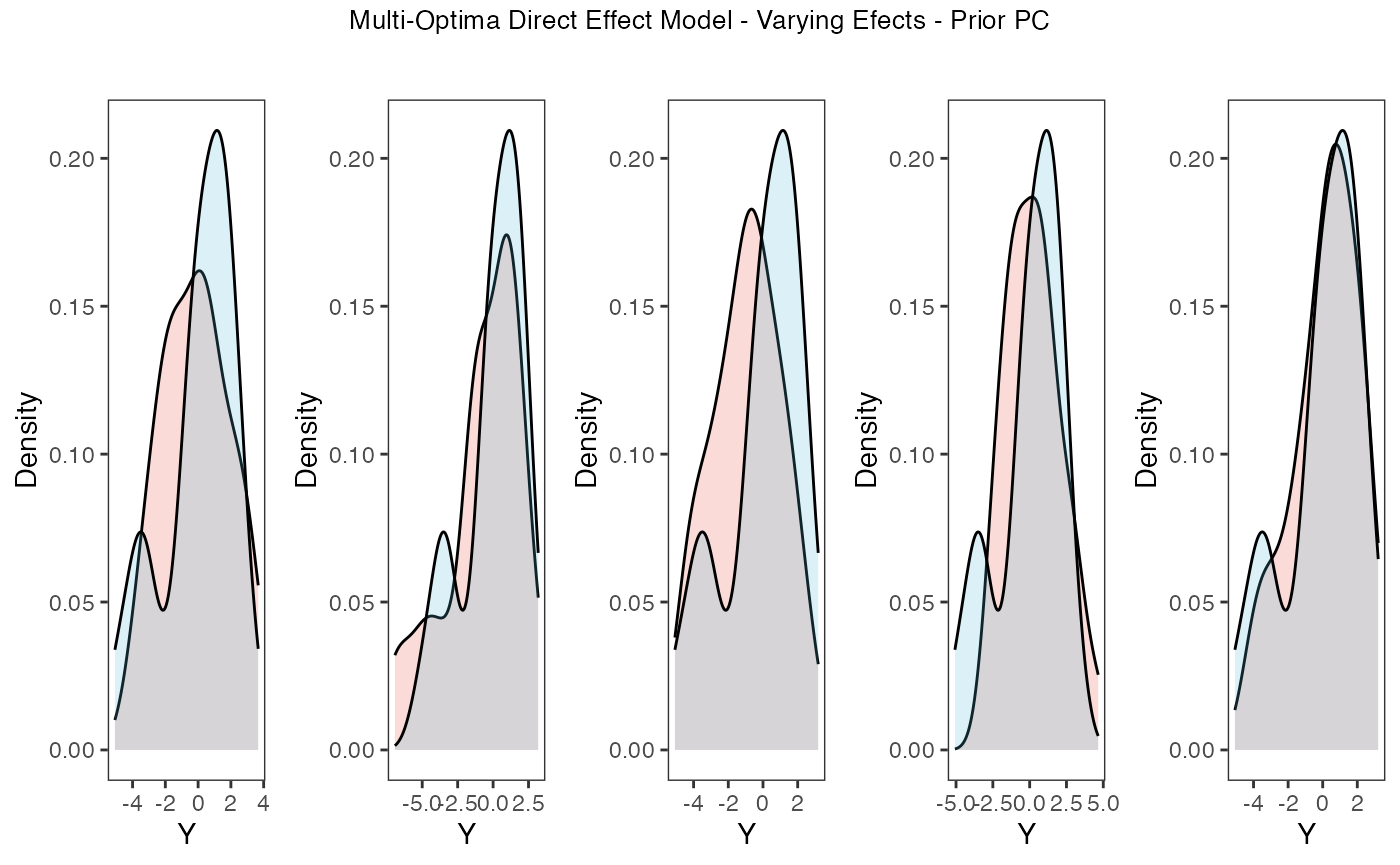 Multi-Optima Direct Effect Model - Varying Efects - Prior PC
0.20 0.20 0.20 0.20 0.20
0.15 0.15 0.15 0.15 0.15
Density Density Density Density Density
0.10 0.10 0.10 0.10 0.10
0.05 0.05 0.05 0.05 0.05
0.00 0.00 0.00 0.00 0.00
-4 -2 0 2 4 -5.0 -2.5 0.0 2.5 -4 -2 0 2 -5.0 -2.5 0.0 2.5 5.0 -4 -2 0 2
Y Y Y Y Y